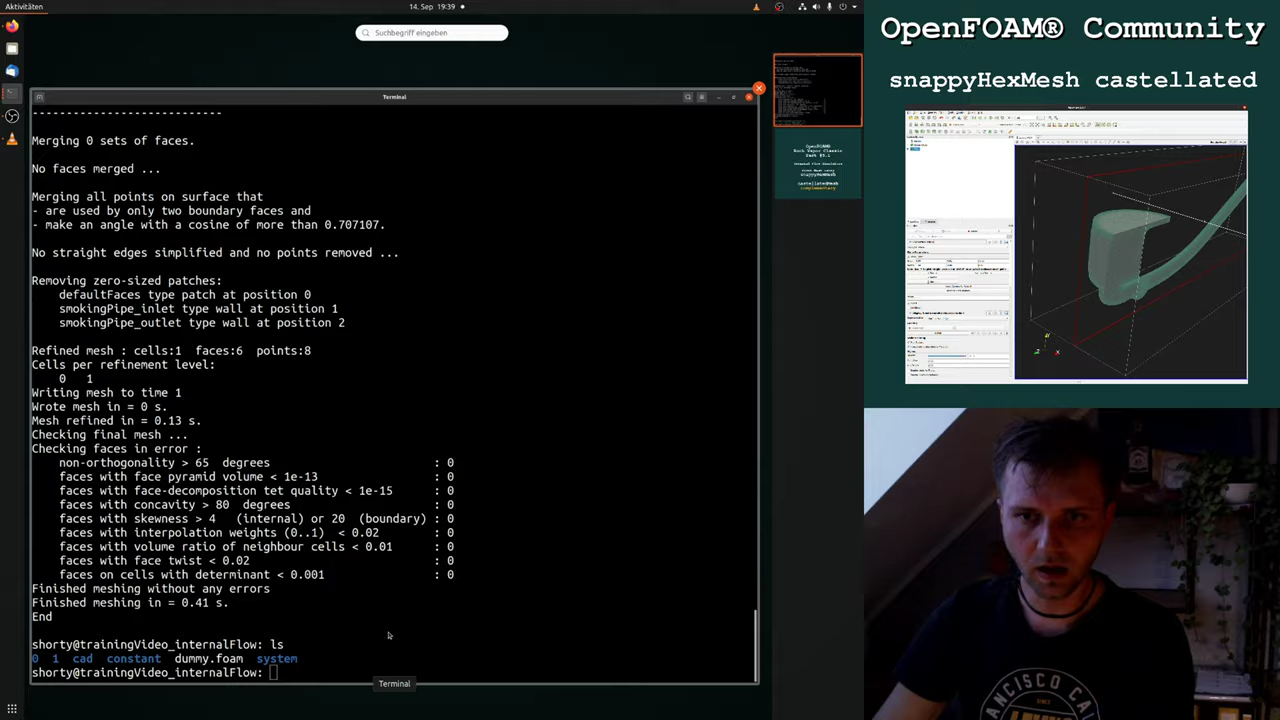 Aktivitäten
14. Sep 19:39
Suchbegriff eingeben
OpenFOAM® Community
snappyHexMesh castellated
Terminal
-----------------------------
Merging 0 sets of faces.
No faces merged ...
Merging all points on surface that
- are used by only two boundary faces and
- make an angle with a cosine of more than 0.707107.
No straight edges simplified and no points removed ...
Removing zero-sized patches:
defaultFaces type patch at position 0
smokingPipe_inlet type wall at position 1
smokingPipe_outlet type wall at position 2
Refined mesh : cells:1 faces:6 points:8
Cells per refinement level:
0 1
Writing mesh to time 1
Wrote mesh in = 0 s.
Mesh refined in = 0.13 s.
Checking final mesh ...
Checking faces in error :
non-orthogonality > 65 degrees : 0
faces with face pyramid volume < 1e-13 : 0
faces with face-decomposition tet quality < 1e-15 : 0
faces with concavity > 80 degrees : 0
faces with skewness > 4 (internal) or 20 (boundary) : 0
faces with interpolation weights (0..1) < 0.02 : 0
faces with volume ratio of neighbour cells < 0.01 : 0
faces with face twist < 0.02 : 0
faces on cells with determinant < 0.001 : 0
Finished meshing without any errors
Finished meshing in = 0.41 s.
End
shorty@trainingVideo_internalFlow: ls
0 1 cad constant dummy.foam system
shorty@trainingVideo_internalFlow:
Terminal
OpenFOAM
snappyHexMesh
castellatedMesh
complementary